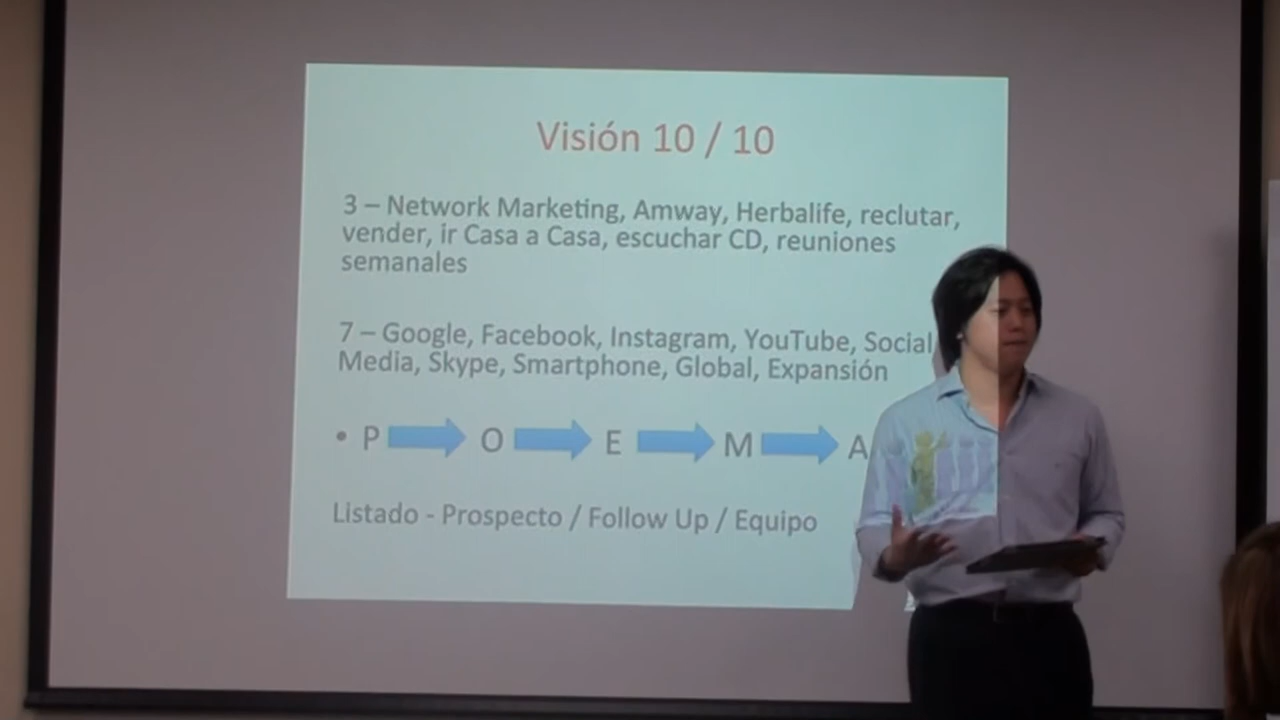 Visión 10 / 10
3 – Network Marketing, Amway, Herbalife, reclutar,
vender, ir Casa a Casa, escuchar CD, reuniones
semanales
7 – Google, Facebook, Instagram, YouTube, Social
Media, Skype, Smartphone, Global, Expansión
• P O E M A
Listado - Prospecto / Follow Up / Equipo